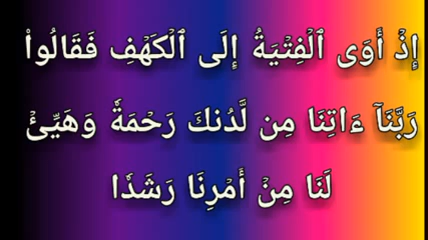 إِذۡ أَوَى ٱلۡفِتۡيَةُ إِلَى ٱلۡكَهۡفِ فَقَالُواْ
رَبَّنَآ ءَاتِنَا مِن لَّدُنكَ رَحۡمَةٗ وَهَيِّئۡ
لَنَا مِنۡ أَمۡرِنَا رَشَدٗا